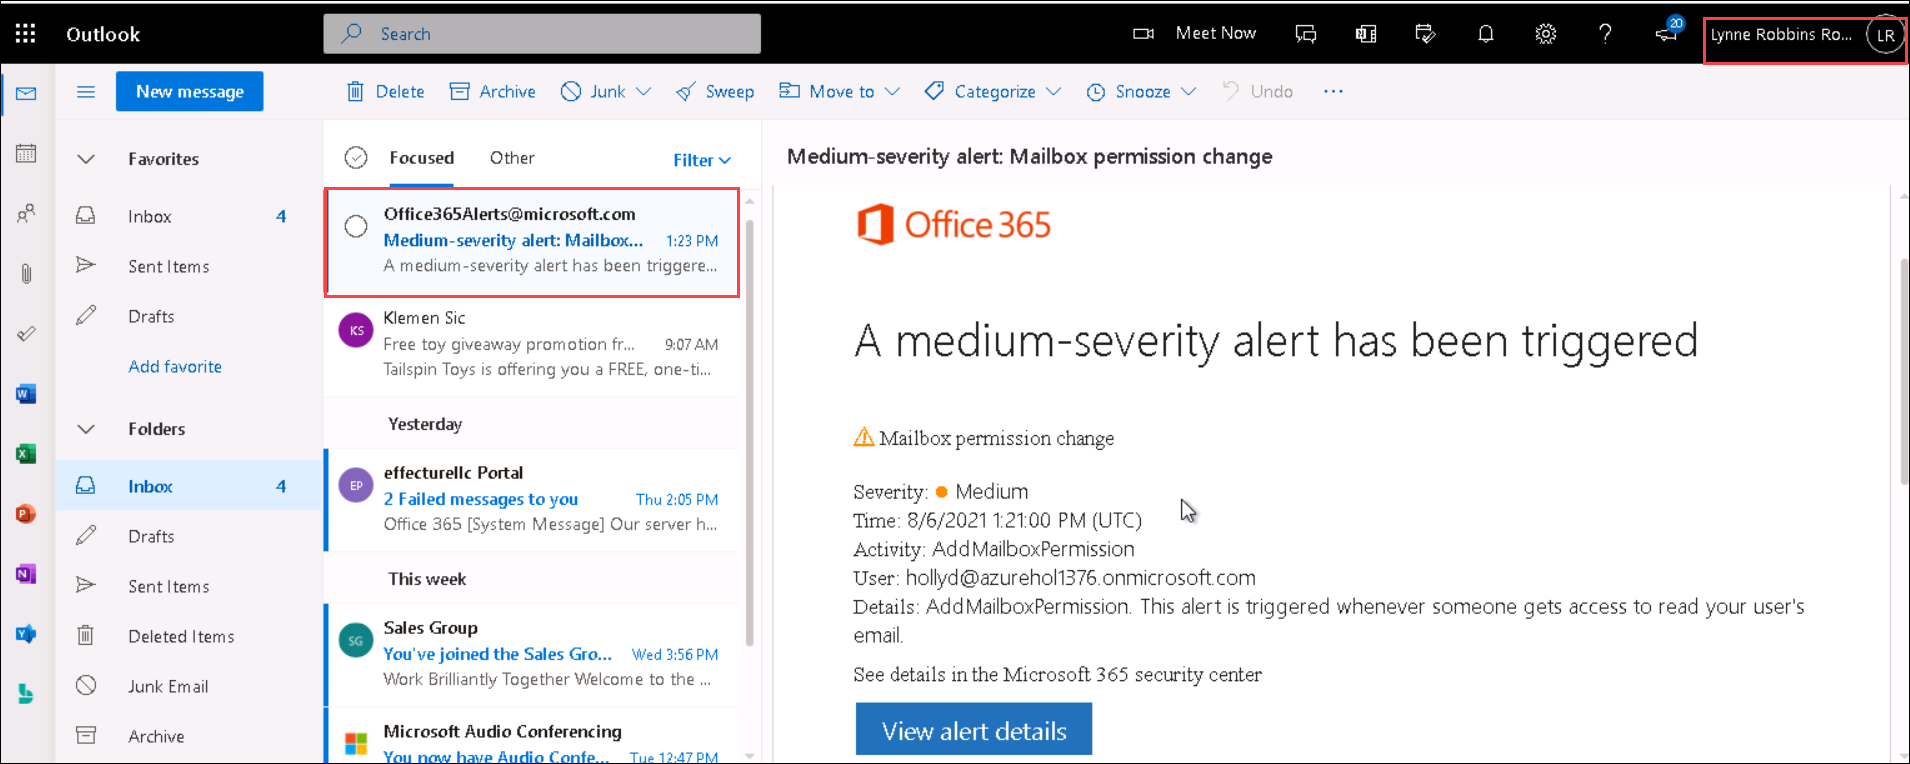 Outlook
Search
Meet Now
20
Lynne Robbins Ro...
LR
New message
Delete
Archive
Junk
Sweep
Move to
Categorize
Snooze
Undo
Favorites
Inbox 4
Sent Items
Drafts
Add favorite
Folders
Inbox 4
Drafts
Sent Items
Deleted Items
Junk Email
Archive
Focused
Other
Filter
Office365Alerts@microsoft.com
Medium-severity alert: Mailbox... 1:23 PM
A medium-severity alert has been triggere...
KS
Klemen Sic
Free toy giveaway promotion fr... 9:07 AM
Tailspin Toys is offering you a FREE, one-ti...
Yesterday
EP
effecturellc Portal
2 Failed messages to you Thu 2:05 PM
Office 365 [System Message] Our server h...
This week
SG
Sales Group
You've joined the Sales Gro... Wed 3:56 PM
Work Brilliantly Together Welcome to the ...
Microsoft Audio Conferencing
You now have Audio Confe... Tue 12:47 PM
Medium-severity alert: Mailbox permission change
Office 365
A medium-severity alert has been triggered
Mailbox permission change
Severity: Medium
Time: 8/6/2021 1:21:00 PM (UTC)
Activity: AddMailboxPermission
User: hollyd@azurehol1376.onmicrosoft.com
Details: AddMailboxPermission. This alert is triggered whenever someone gets access to read your user's
email.
See details in the Microsoft 365 security center
View alert details